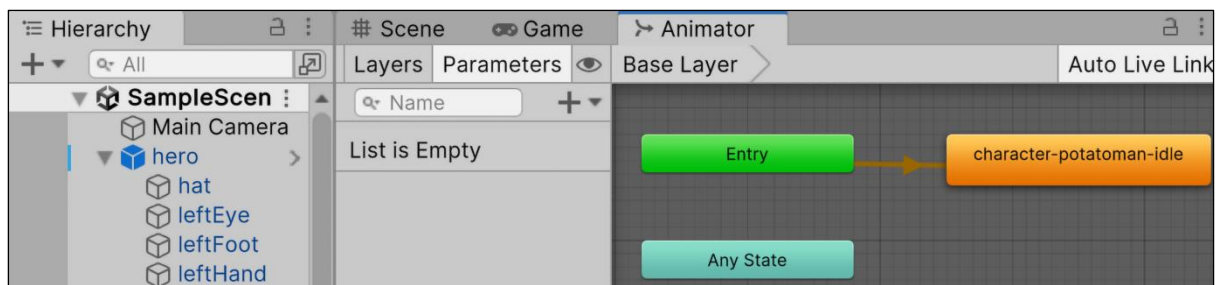 Hierarchy
All
SampleScen
Main Camera
hero
hat
leftEye
leftFoot
leftHand
Scene Game Animator
Layers Parameters Base Layer Auto Live Link
Name
List is Empty
Entry character-potatoman-idle
Any State